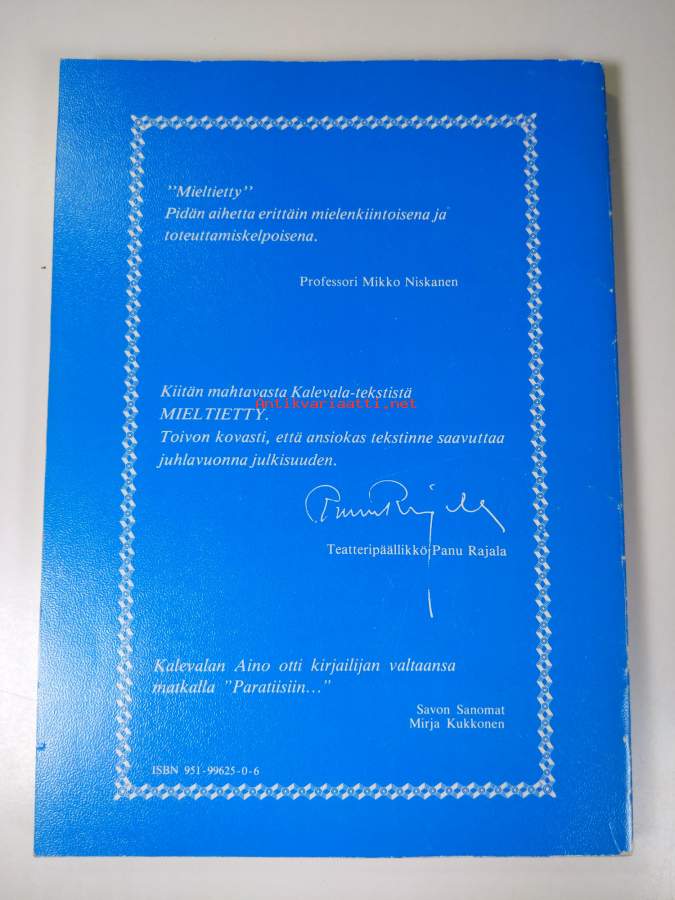 "Mieltietty"
Pidän aihetta erittäin mielenkiintoisena ja
toteuttamiskelpoisena.
Professori Mikko Niskanen
Kiitän mahtavasta Kalevala-tekstistä
Antikvariaatti.net
MIELTIETTY.
Toivon kovasti, että ansiokas tekstinne saavuttaa
juhlavuonna julkisuuden.
Panu Rajala
Teatteripäällikkö Panu Rajala
Kalevalan Aino otti kirjailijan valtaansa
matkalla "Paratiisiin..."
Savon Sanomat
Mirja Kukkonen
ISBN 951-99625-0-6